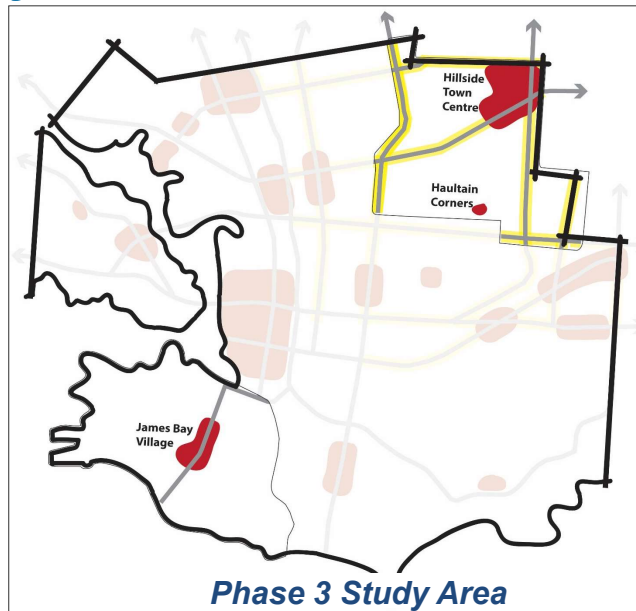 Hillside
Town
Centre
Haultain
Corners
James Bay
Village
Phase 3 Study Area